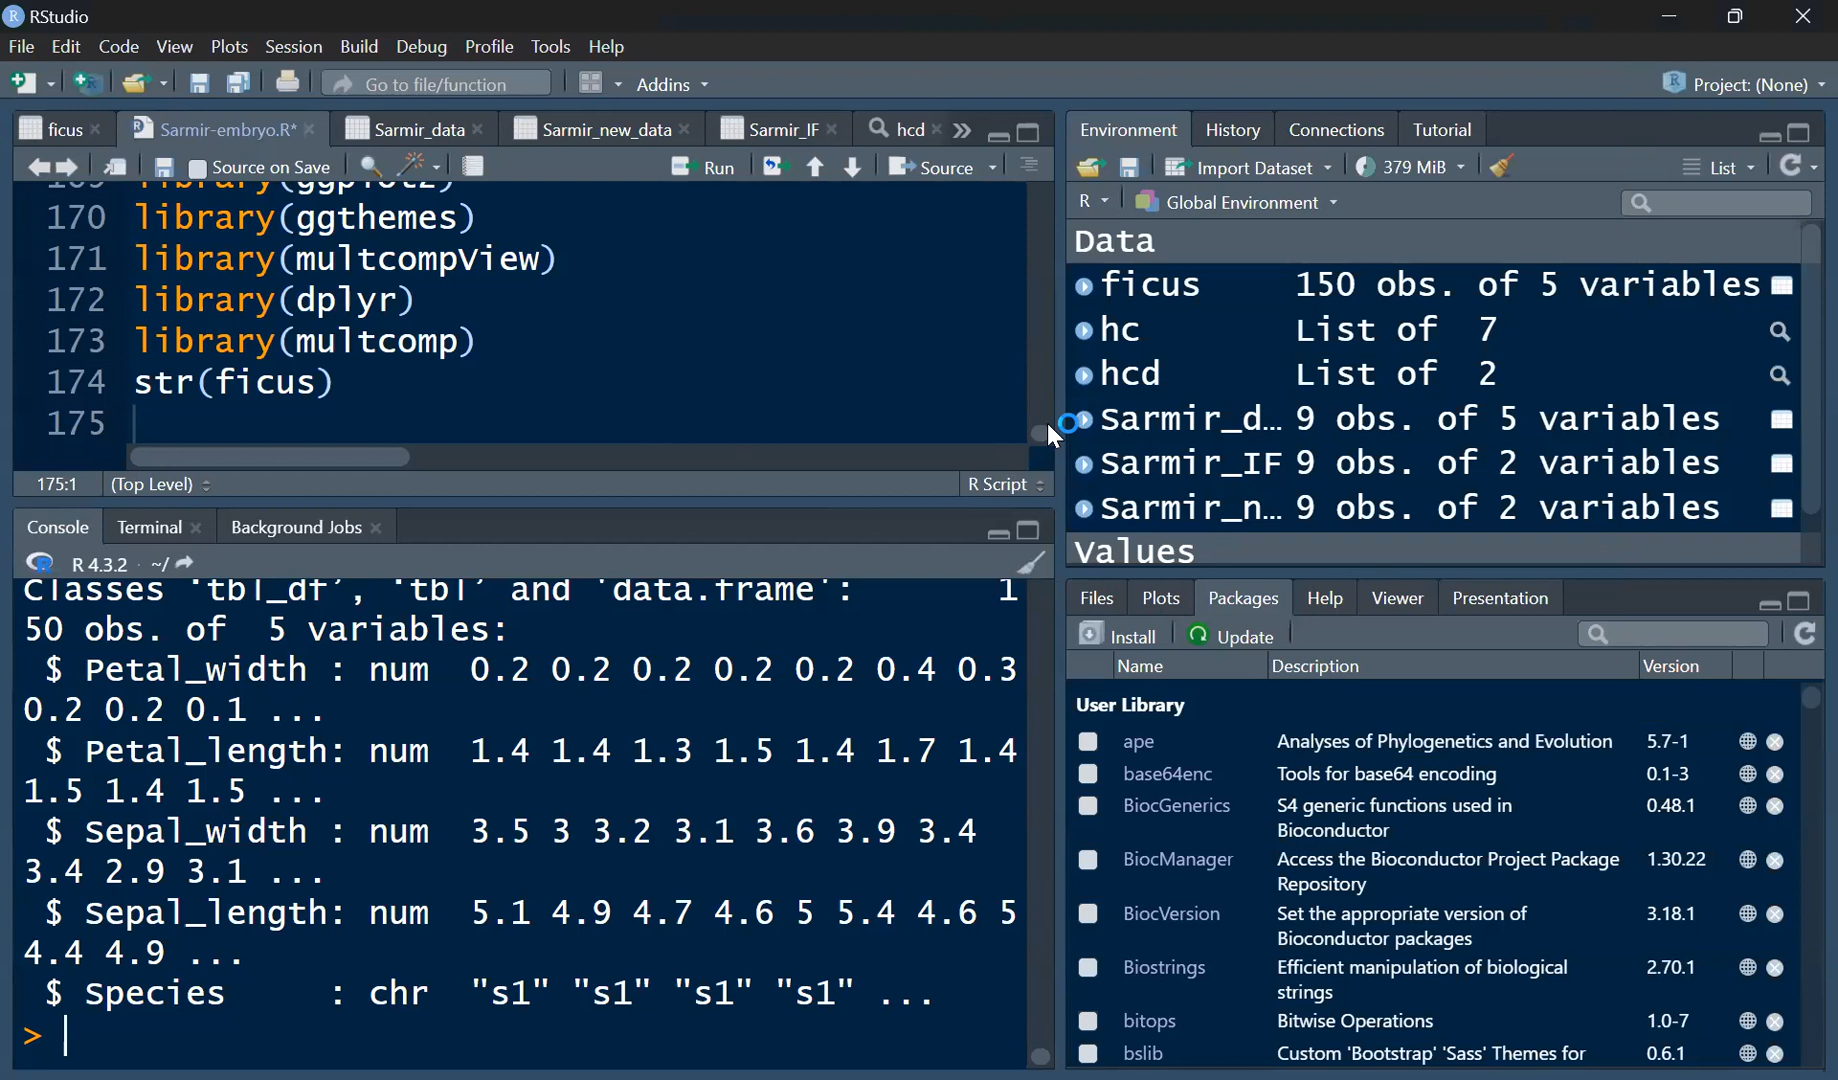 RStudio
File Edit Code View Plots Session Build Debug Profile Tools Help
Go to file/function Addins Project: (None)
ficus Sarmir-embryo.R* Sarmir_data Sarmir_new_data Sarmir_IF hcd
Source on Save Run Source
169 library(ggplot2)
170 library(ggthemes)
171 library(multcompView)
172 library(dplyr)
173 library(multcomp)
174 str(ficus)
175
175:1 (Top Level) R Script
Console Terminal Background Jobs
R 4.3.2 · ~/
Classes ‘tbl_df’, ‘tbl’ and 'data.frame': 1
50 obs. of 5 variables:
$ Petal_width : num 0.2 0.2 0.2 0.2 0.2 0.4 0.3
0.2 0.2 0.1 ...
$ Petal_length: num 1.4 1.4 1.3 1.5 1.4 1.7 1.4
1.5 1.4 1.5 ...
$ Sepal_width : num 3.5 3 3.2 3.1 3.6 3.9 3.4
3.4 2.9 3.1 ...
$ Sepal_length: num 5.1 4.9 4.7 4.6 5 5.4 4.6 5
4.4 4.9 ...
$ Species : chr "s1" "s1" "s1" "s1" ...
>
Environment History Connections Tutorial
Import Dataset 379 MiB List
R Global Environment
Data
ficus 150 obs. of 5 variables
hc List of 7
hcd List of 2
Sarmir_d… 9 obs. of 5 variables
Sarmir_IF 9 obs. of 2 variables
Sarmir_n… 9 obs. of 2 variables
Values
Files Plots Packages Help Viewer Presentation
Install Update
Name Description Version
User Library
ape Analyses of Phylogenetics and Evolution 5.7-1
base64enc Tools for base64 encoding 0.1-3
BiocGenerics S4 generic functions used in 0.48.1
Bioconductor
BiocManager Access the Bioconductor Project Package 1.30.22
Repository
BiocVersion Set the appropriate version of 3.18.1
Bioconductor packages
Biostrings Efficient manipulation of biological 2.70.1
strings
bitops Bitwise Operations 1.0-7
bslib Custom 'Bootstrap' 'Sass' Themes for 0.6.1